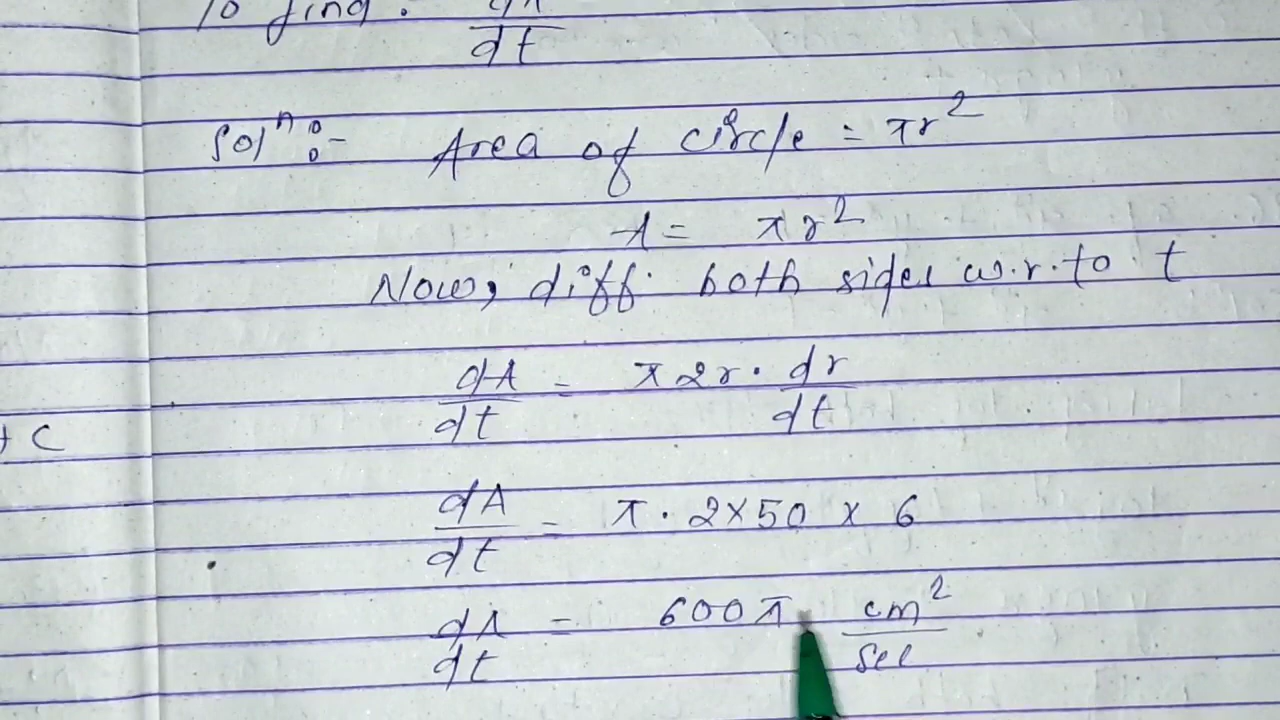 To find : dA/dt
Solⁿ :- Area of circle = πr²
A = πr²
Now, diff. both sides w.r.to t
dA/dt = π2r · dr/dt
+ C
dA/dt = π · 2×50 × 6
dA/dt = 600π cm²/sec